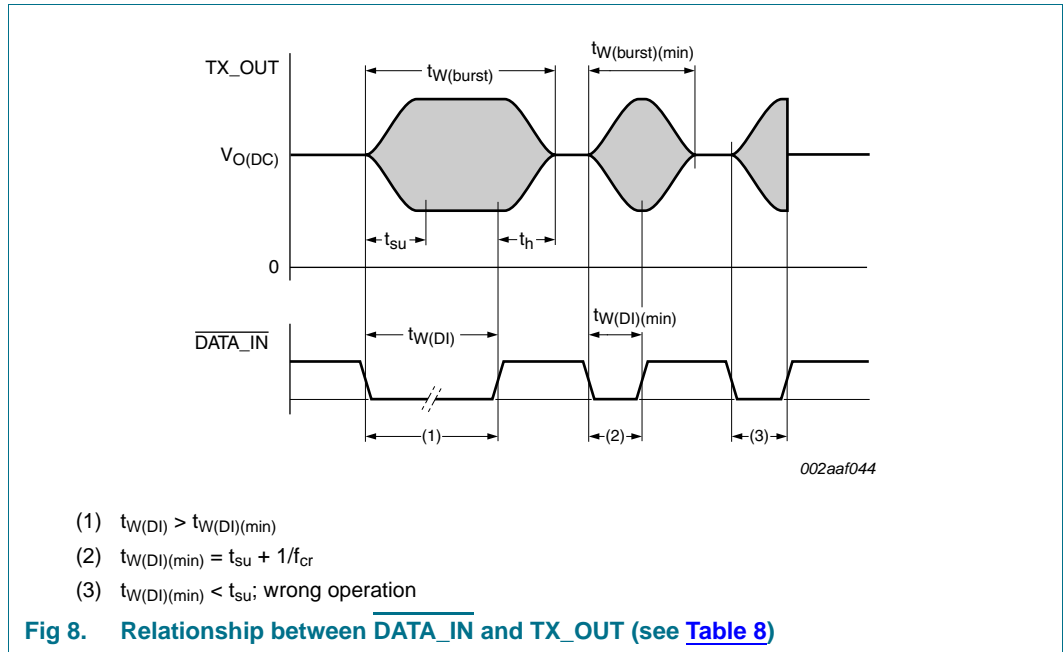 TX_OUT
tW(burst)
tW(burst)(min)
VO(DC)
tsu
th
0
DATA_IN
tW(DI)
tW(DI)(min)
(1)
(2)
(3)
002aaf044
(1) tW(DI) > tW(DI)(min)
(2) tW(DI)(min) = tsu + 1/fcr
(3) tW(DI)(min) < tsu; wrong operation
Fig 8. Relationship between DATA_IN and TX_OUT (see Table 8)